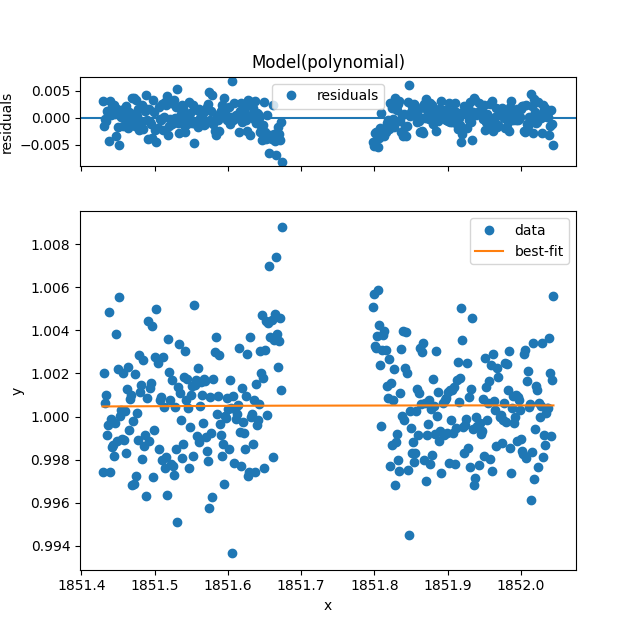 Model(polynomial)
0.005
0.000
−0.005
residuals
residuals
1.008
1.006
1.004
1.002
1.000
0.998
0.996
0.994
y
data
best-fit
1851.4 1851.5 1851.6 1851.7 1851.8 1851.9 1852.0
x